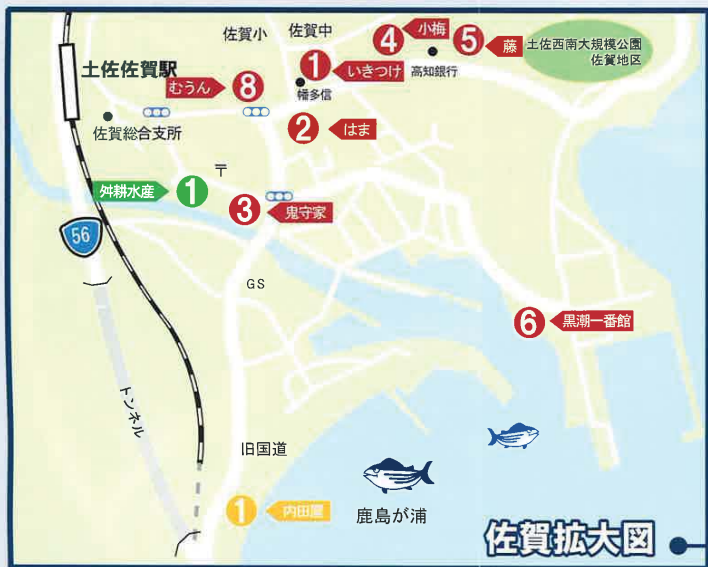 佐賀小
佐賀中
4
小梅
5
藤
土佐西南大規模公園
佐賀地区
高知銀行
土佐佐賀駅
1
いきつけ
幡多信
むうん
8
佐賀総合支所
2
はま
〒
舛耕水産
1
3
鬼守家
56
GS
6
黒潮一番館
トンネル
旧国道
1
内田屋
鹿島が浦
佐賀拡大図